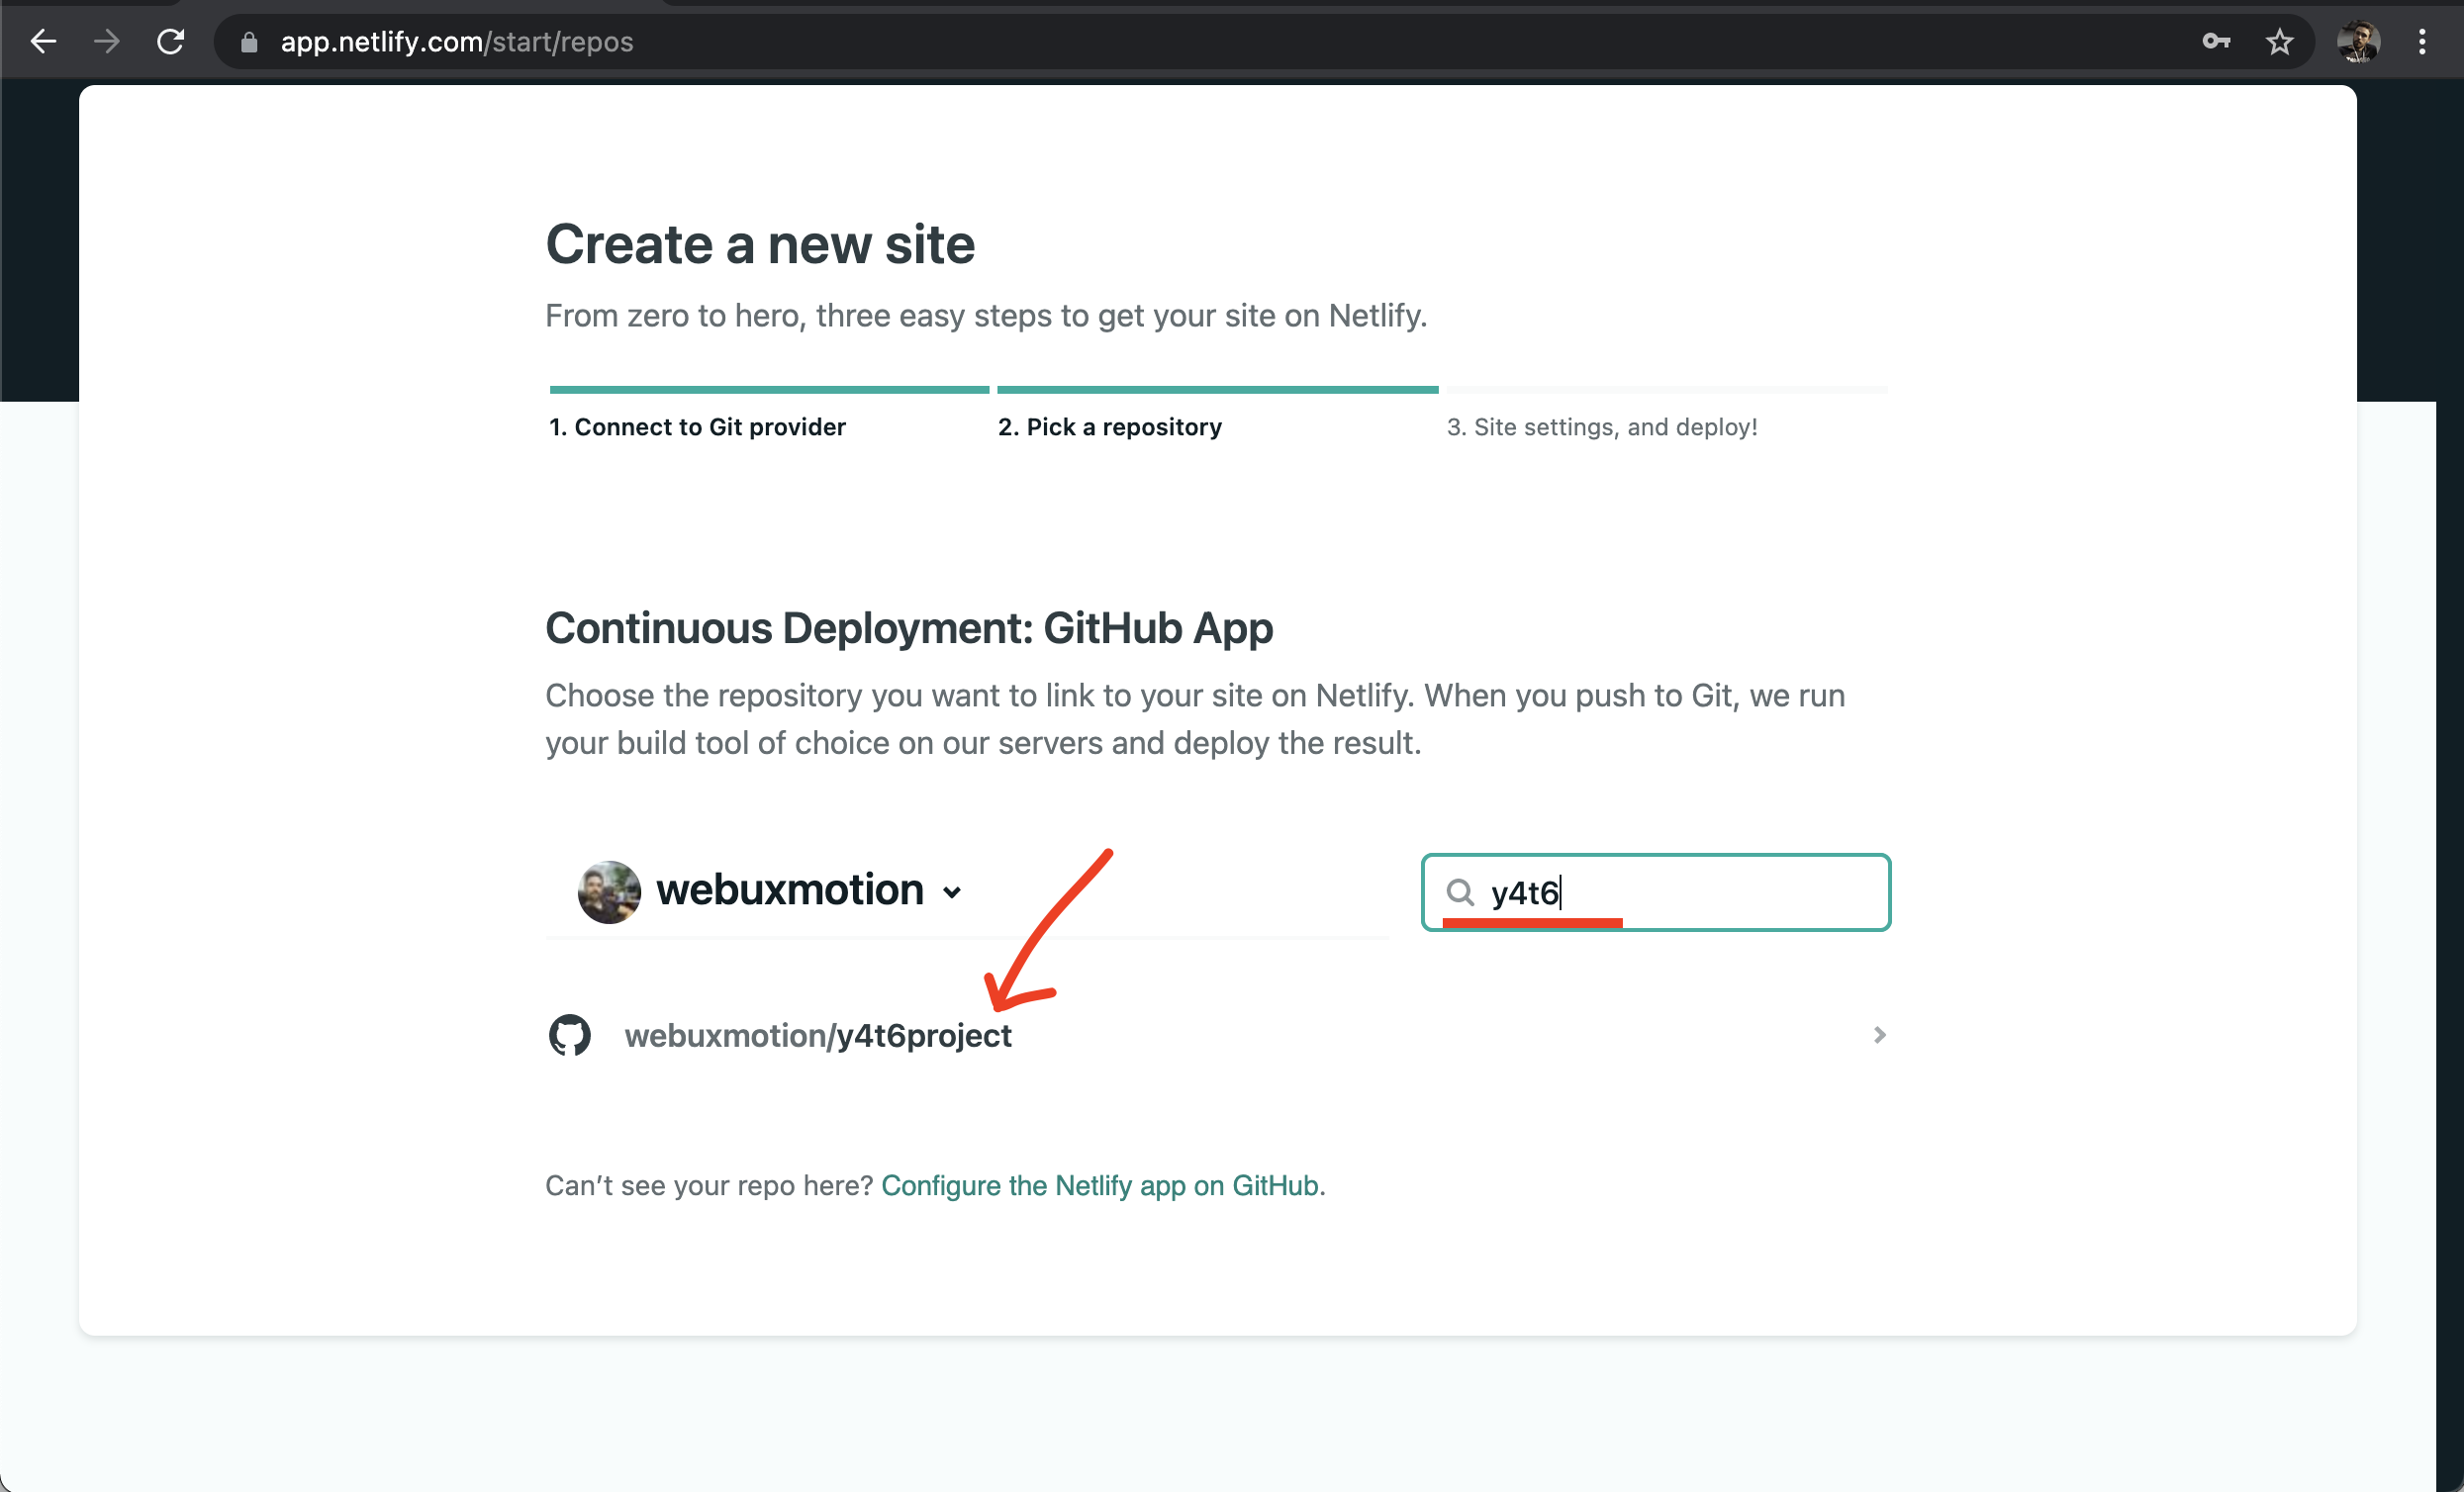 app.netlify.com/start/repos
Create a new site
From zero to hero, three easy steps to get your site on Netlify.
1. Connect to Git provider
2. Pick a repository
3. Site settings, and deploy!
Continuous Deployment: GitHub App
Choose the repository you want to link to your site on Netlify. When you push to Git, we run
your build tool of choice on our servers and deploy the result.
webuxmotion
y4t6
webuxmotion/y4t6project
Can’t see your repo here? Configure the Netlify app on GitHub.